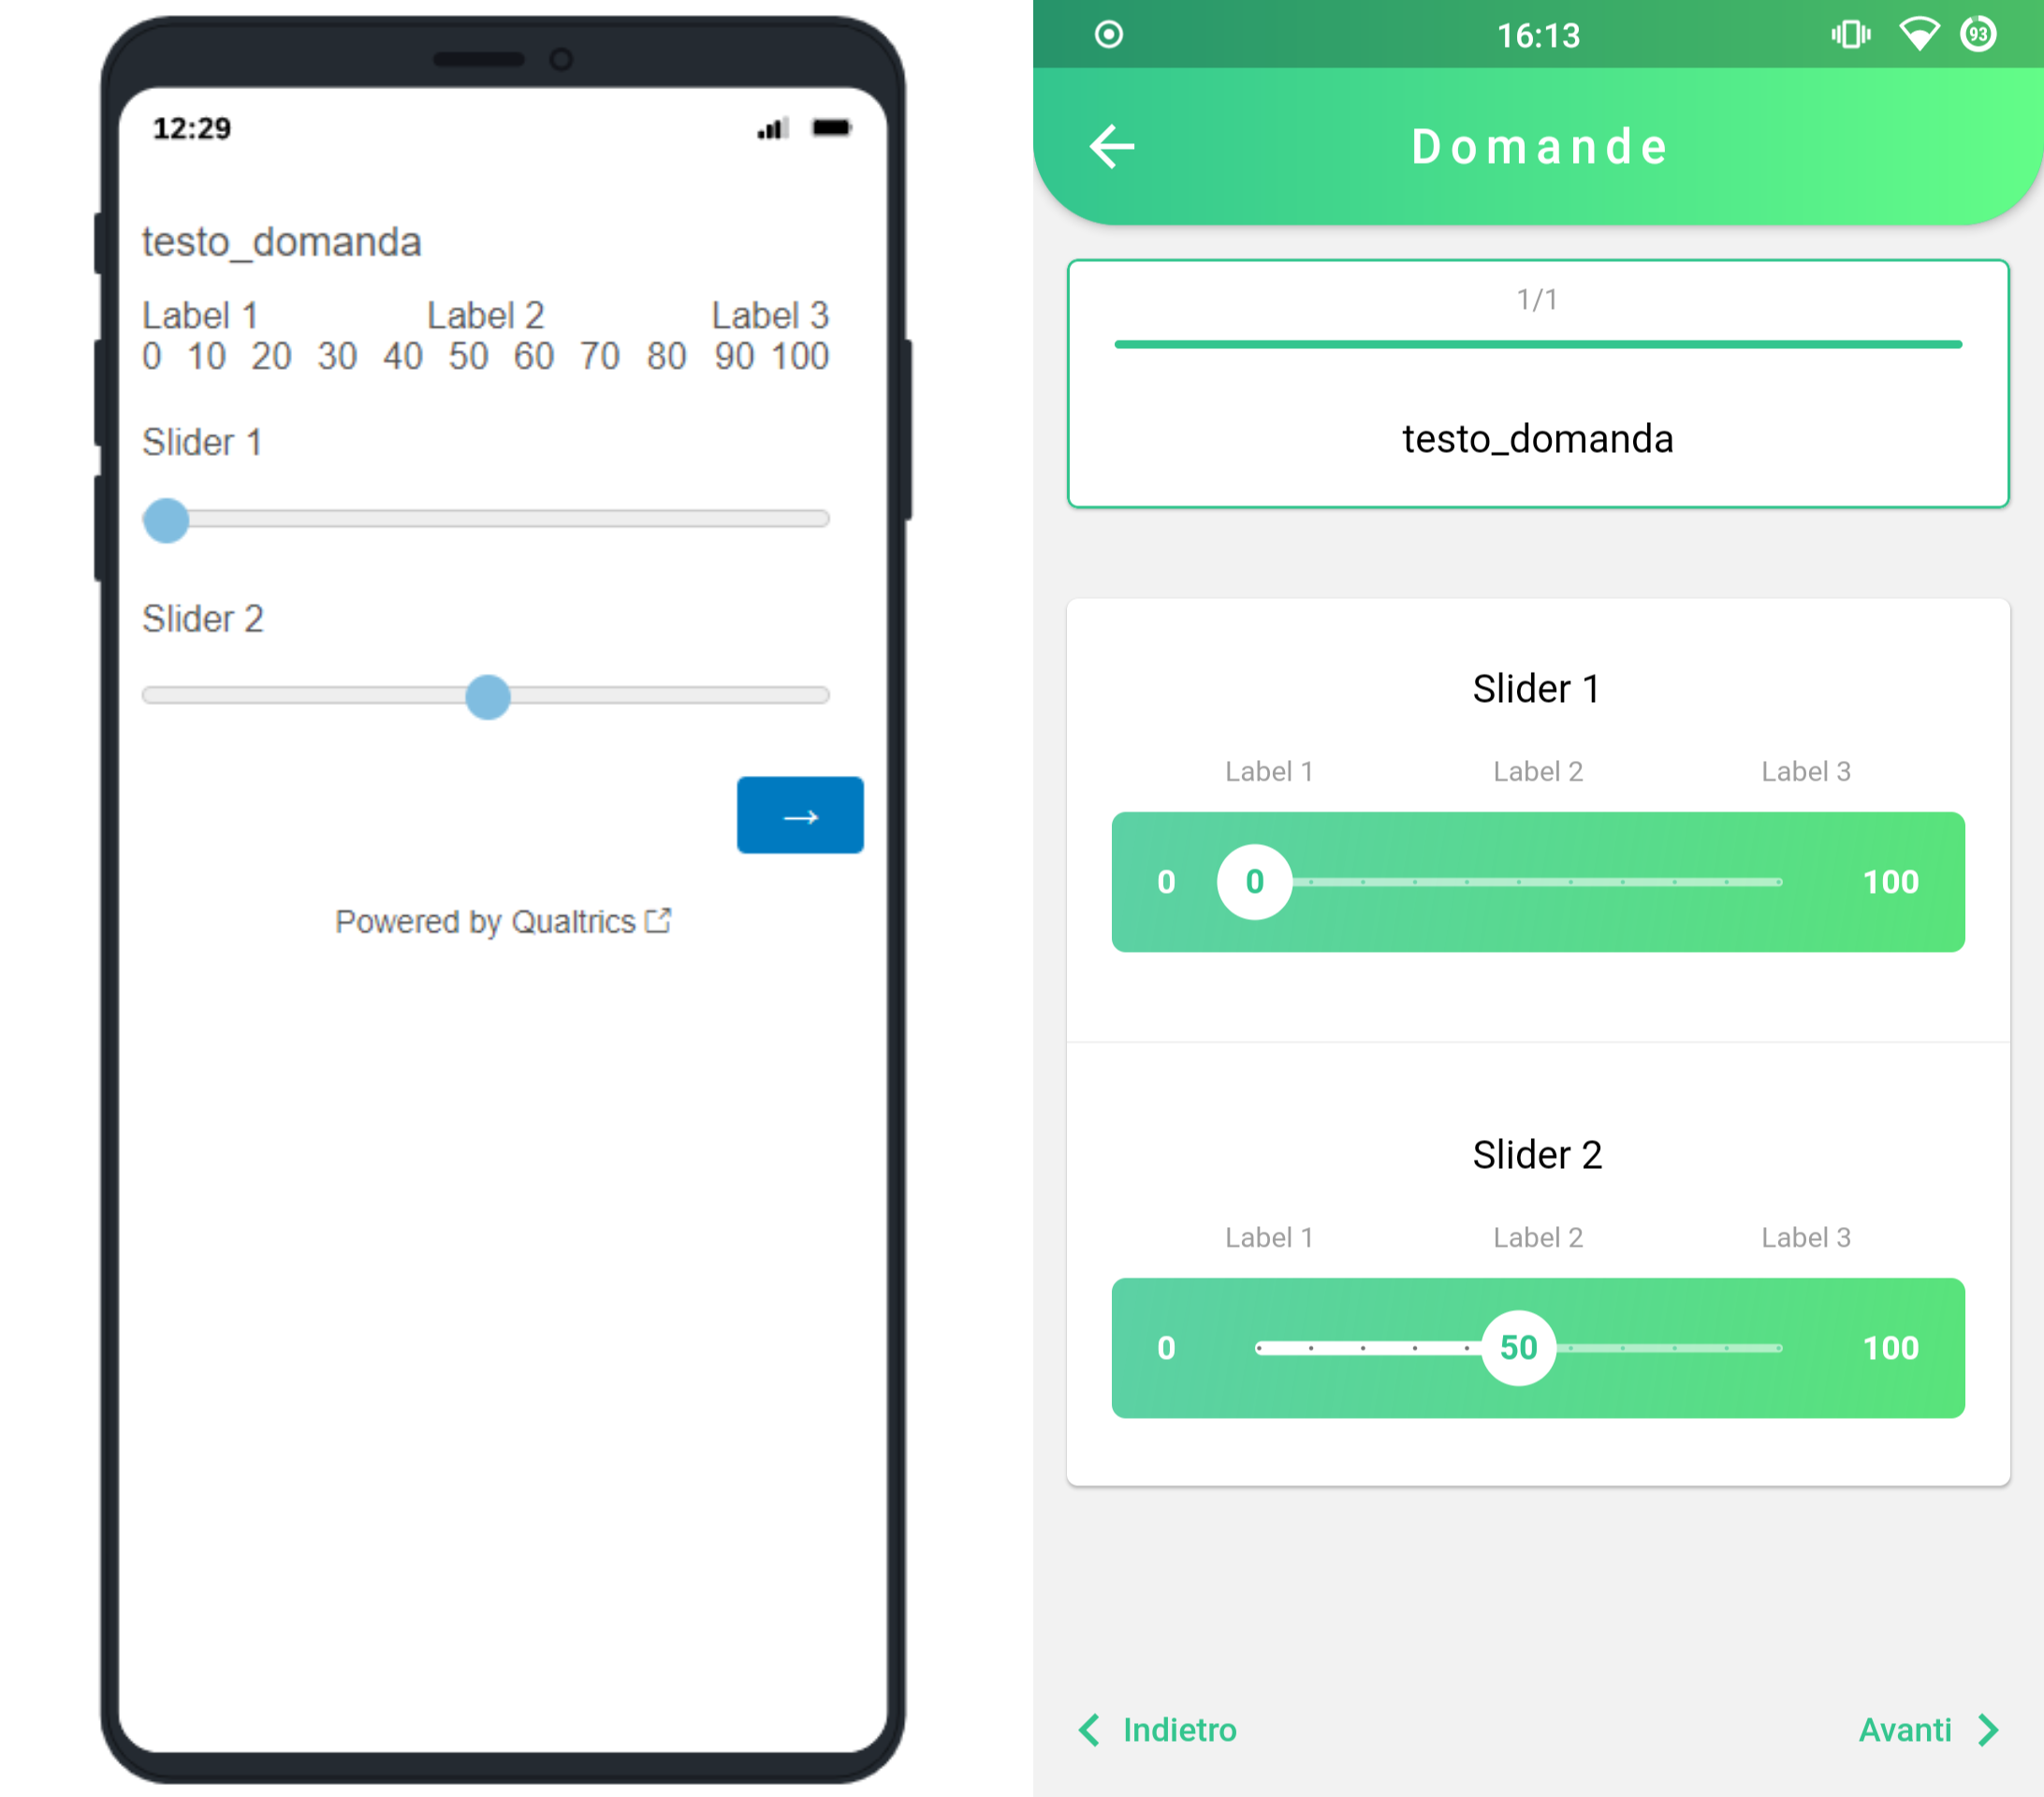 12:29
testo_domanda
Label 1 Label 2 Label 3
0 10 20 30 40 50 60 70 80 90 100
Slider 1
Slider 2
→
Powered by Qualtrics
16:13
93
Domande
1/1
testo_domanda
Slider 1
Label 1 Label 2 Label 3
0 0 100
Slider 2
Label 1 Label 2 Label 3
0 50 100
Indietro Avanti